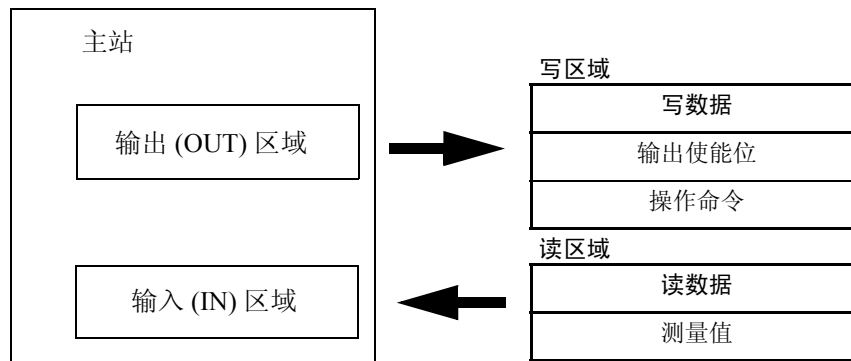 主站
输出 (OUT) 区域
输入 (IN) 区域
写区域
写数据
输出使能位
操作命令
读区域
读数据
测量值